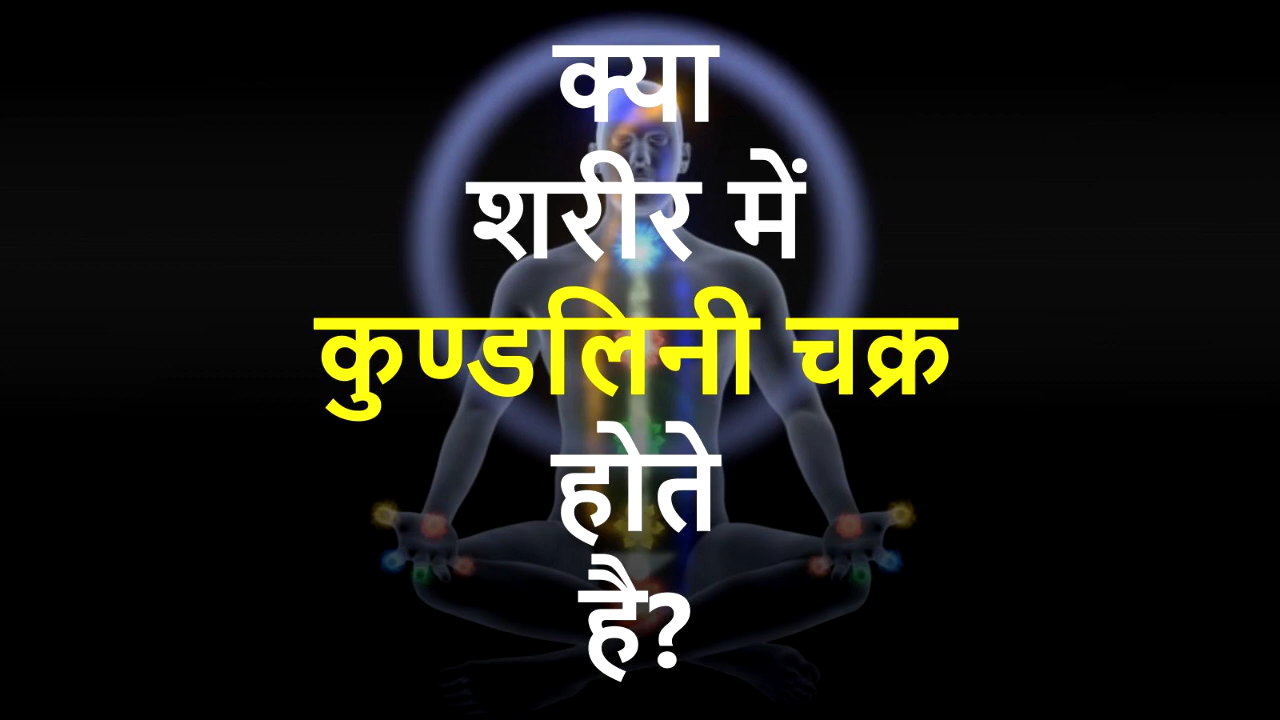 क्या
शरीर में
कुण्डलिनी चक्र
होते
है?